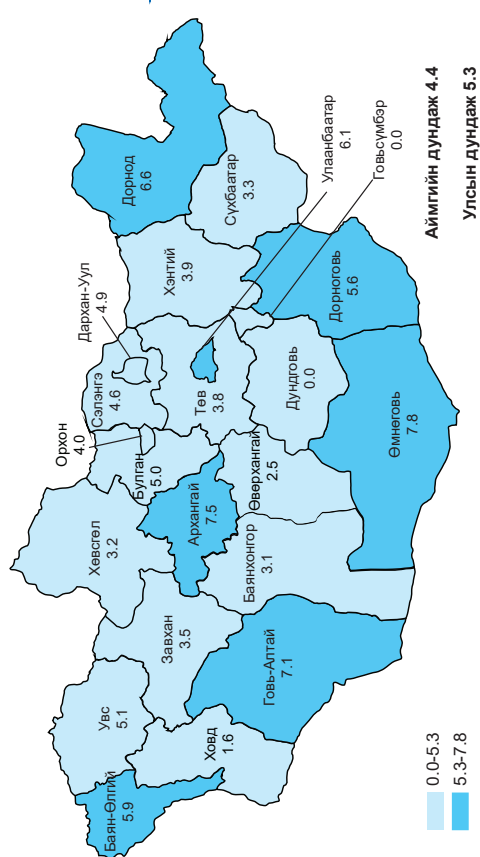 Баян-Өлгий
5.9
Увс
5.1
Ховд
1.6
Завхан
3.5
Говь-Алтай
7.1
Хөвсгөл
3.2
Архангай
7.5
Баянхонгор
3.1
Орхон
4.0
Булган
5.0
Өвөрхангай
2.5
Сэлэнгэ
4.6
Дархан-Уул
4.9
Төв
3.8
Дундговь
0.0
Өмнөговь
7.8
Хэнтий
3.9
Дорноговь
5.6
Дорнод
6.6
Сүхбаатар
3.3
Улаанбаатар
6.1
Говьсүмбэр
0.0
0.0-5.3
5.3-7.8
Аймгийн дундаж 4.4
Улсын дундаж 5.3